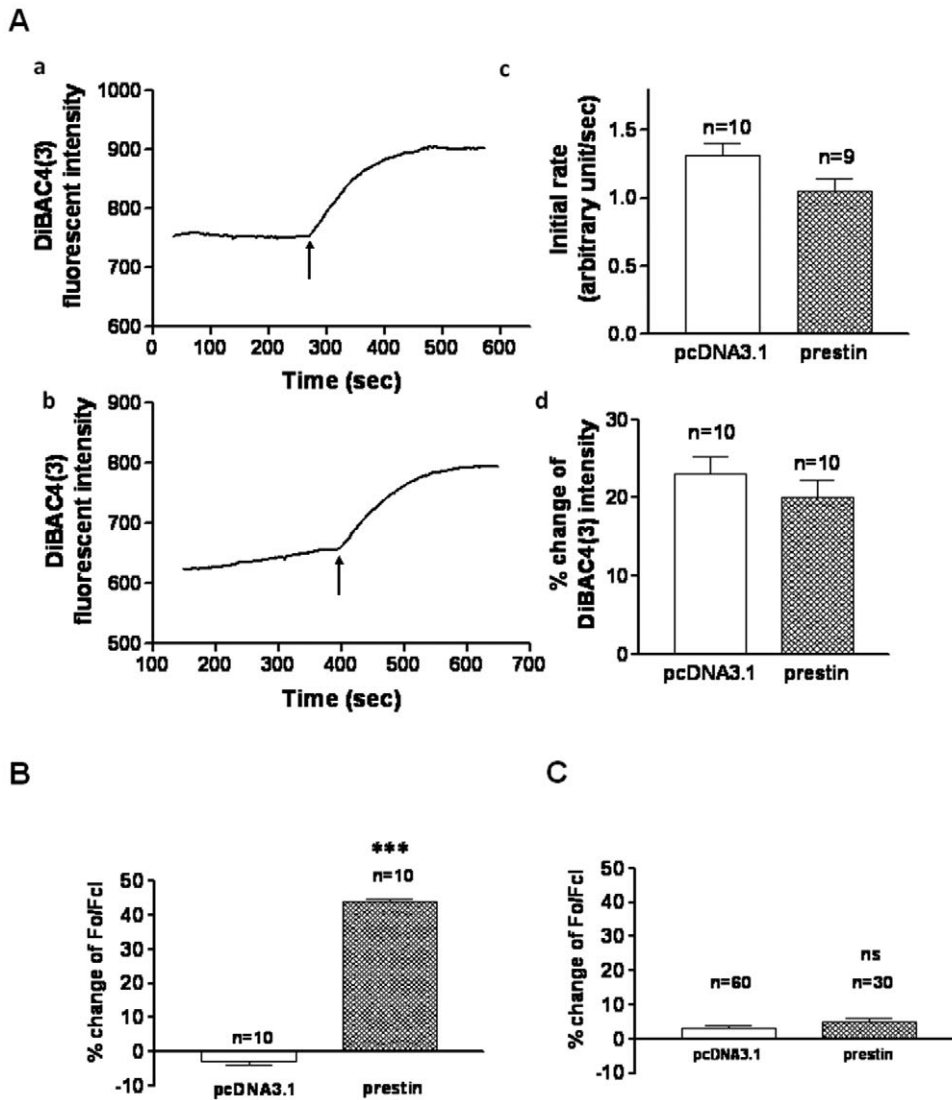 A
a
DiBAC4(3)
fluorescent intensity
1000
900
800
700
600
0 100 200 300 400 500 600
Time (sec)
b
DiBAC4(3)
fluorescent intensity
900
800
700
600
500
100 200 300 400 500 600 700
Time (sec)
c
Initial rate
(arbitrary unit/sec)
1.5
1.0
0.5
0.0
n=10
n=9
pcDNA3.1 prestin
d
% change of
DiBAC4(3) intensity
30
20
10
0
n=10
n=10
pcDNA3.1 prestin
B
% change of Fo/Fcl
50
40
30
20
10
0
-10
***
n=10
n=10
pcDNA3.1 prestin
C
% change of Fo/Fcl
50
40
30
20
10
0
-10
ns
n=60 n=30
pcDNA3.1 prestin